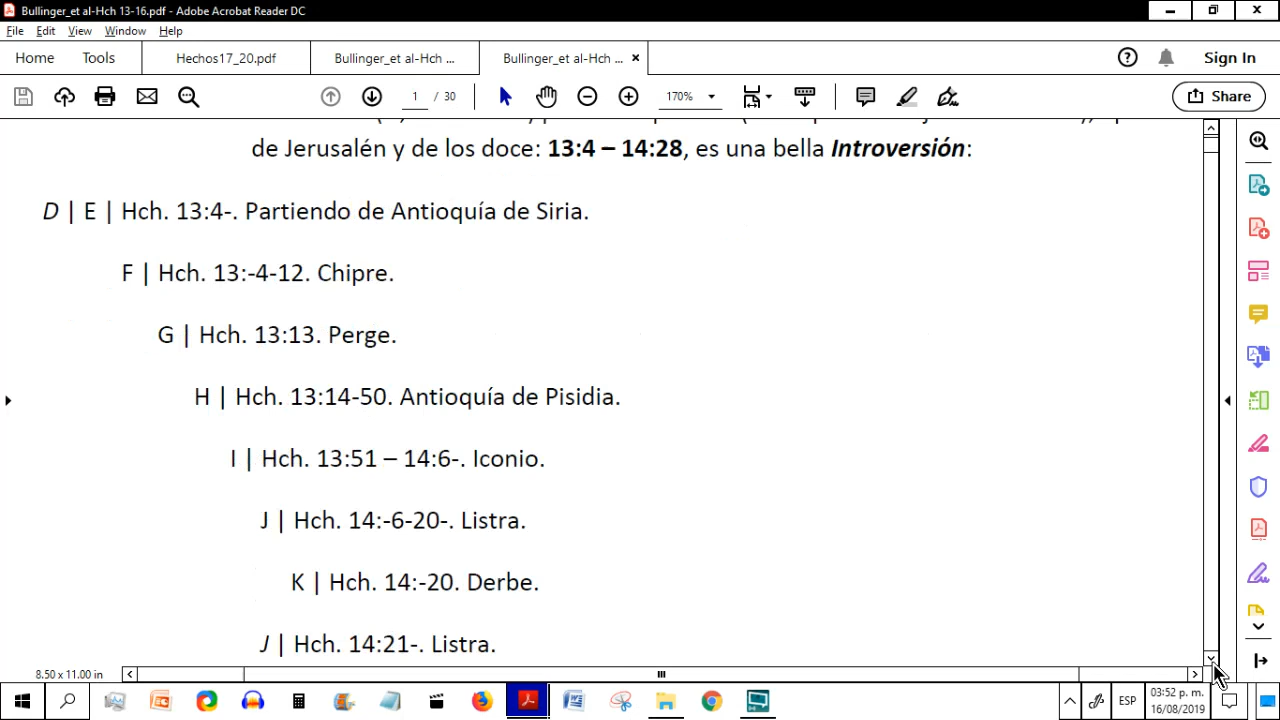 Bullinger_et al-Hch 13-16.pdf - Adobe Acrobat Reader DC
File Edit View Window Help
Home Tools Hechos17_20.pdf Bullinger_et al-Hch ... Bullinger_et al-Hch ... × Sign In
1 / 30 170% Share
de Jerusalén y de los doce: 13:4 – 14:28, es una bella Introversión:
D | E | Hch. 13:4-. Partiendo de Antioquía de Siria.
F | Hch. 13:-4-12. Chipre.
G | Hch. 13:13. Perge.
H | Hch. 13:14-50. Antioquía de Pisidia.
I | Hch. 13:51 – 14:6-. Iconio.
J | Hch. 14:-6-20-. Listra.
K | Hch. 14:-20. Derbe.
J | Hch. 14:21-. Listra.
8.50 x 11.00 in
ESP 03:52 p. m.
16/08/2019